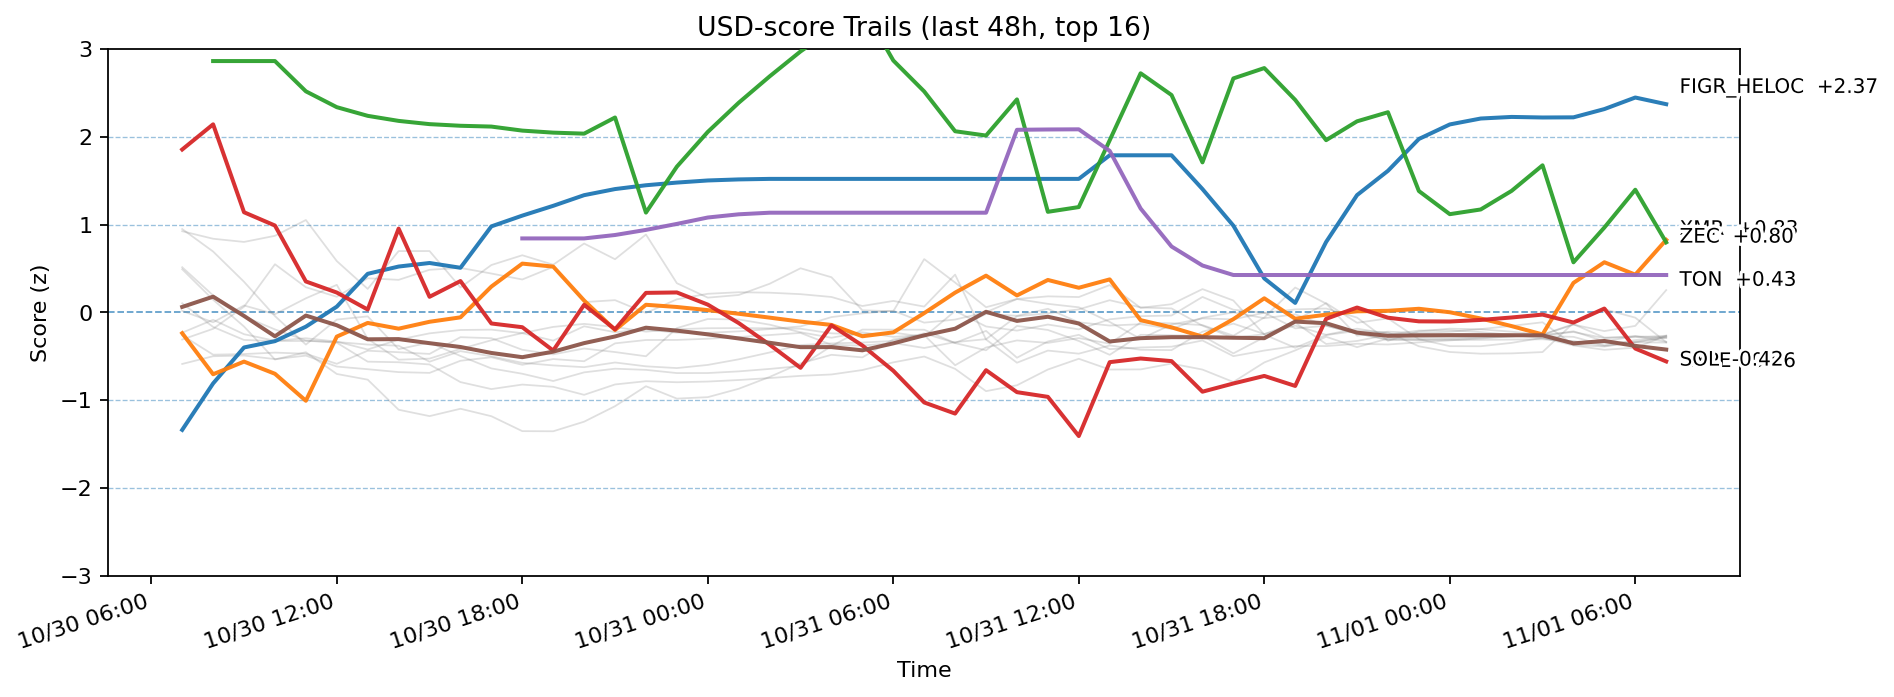 USD-score Trails (last 48h, top 16)
Score (z)
3
2
1
0
−1
−2
−3
FIGR_HELOC +2.37
ZEC +0.80
TON +0.43
10/30 06:00
10/30 12:00
10/30 18:00
10/31 00:00
10/31 06:00
10/31 12:00
10/31 18:00
11/01 00:00
11/01 06:00
Time